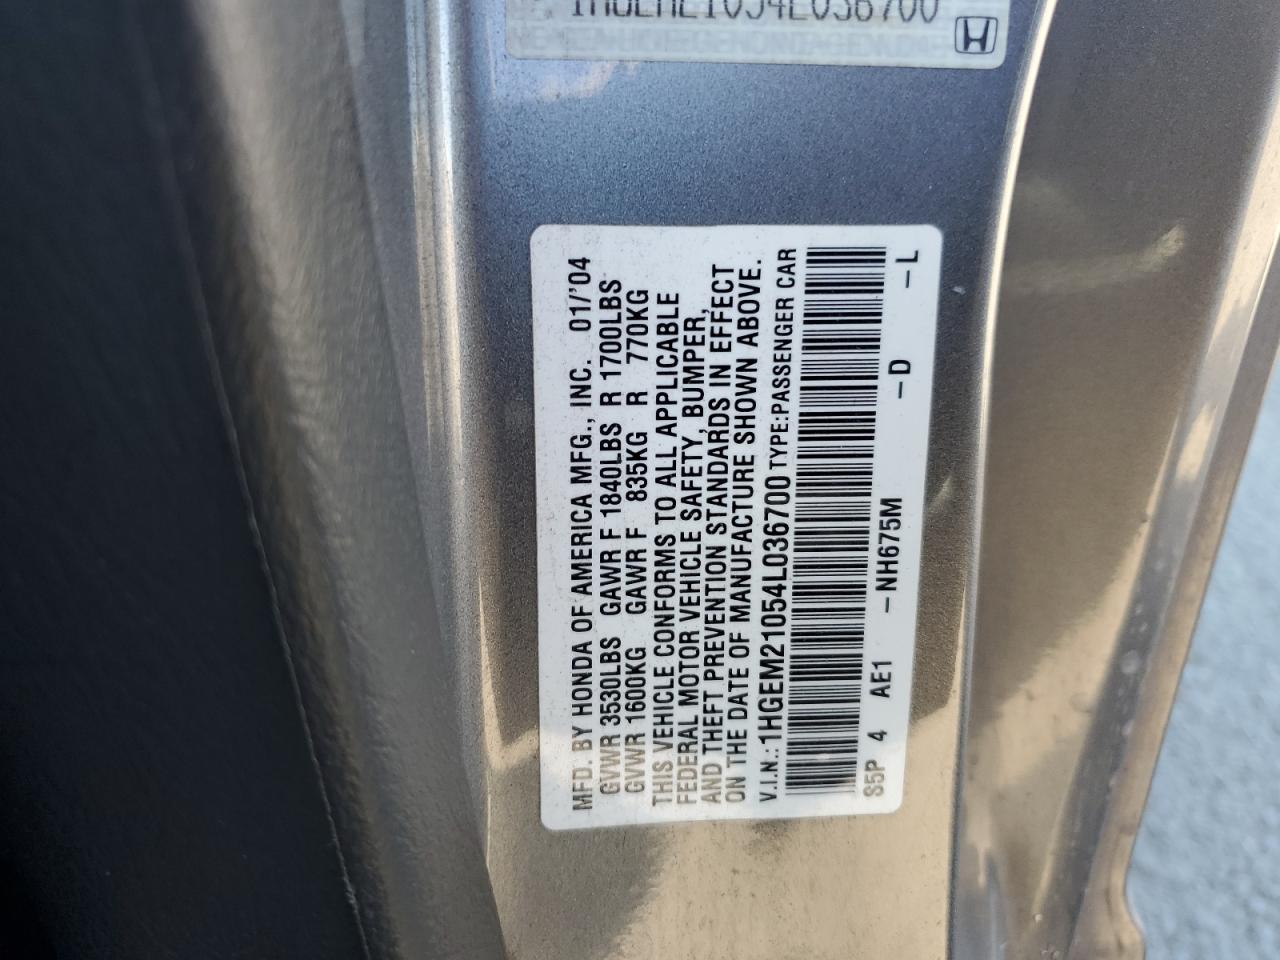 MFD. BY HONDA OF AMERICA MFG., INC. 01/'04
GVWR 3530LBS GAWR F 1840LBS R 1700LBS
GVWR 1600KG GAWR F 835KG R 770KG
THIS VEHICLE CONFORMS TO ALL APPLICABLE
FEDERAL MOTOR VEHICLE SAFETY, BUMPER,
AND THEFT PREVENTION STANDARDS IN EFFECT
ON THE DATE OF MANUFACTURE SHOWN ABOVE.
V.I.N.: 1HGEM21054L036700 TYPE:PASSENGER CAR
S5P 4 AE1 – NH675M – D – L